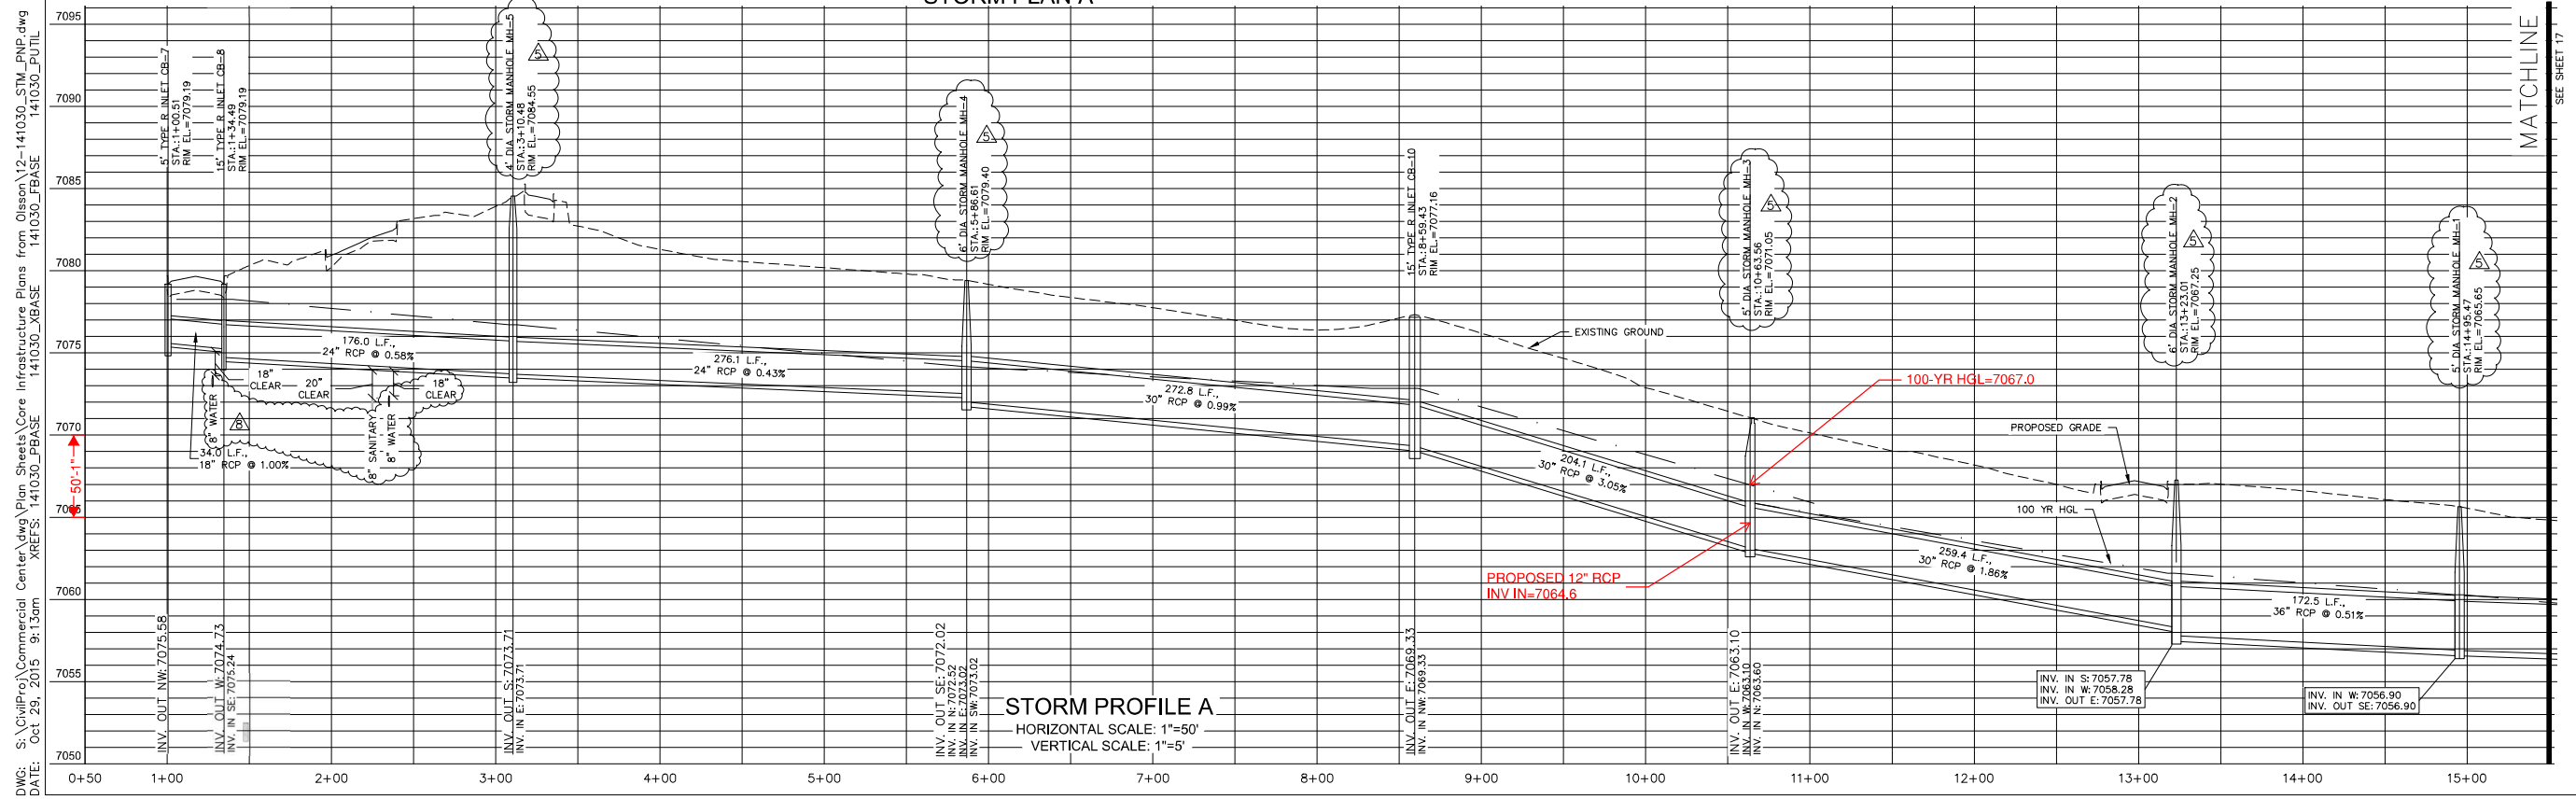 STORM PLAN A
DWG: S:\CivilProj\Commercial Center\dwg\Plan Sheets\Core Infrastructure Plans from Olsson\12-141030_STM_PNP.dwg
DATE: Oct 29, 2015 9:13am XREFS: 141030_PBASE 141030_XBASE 141030_FBASE 141030_PUTIL
7095
7090
7085
7080
7075
7070
7065
7060
7055
7050
50'-1"
5' TYPE R INLET CB-7
STA.:1+00.51
RIM EL.=7079.19
15' TYPE R INLET CB-8
STA.:1+34.49
RIM EL.=7079.19
4' DIA STORM MANHOLE MH-5
STA.:3+10.48
RIM EL.=7084.55
5
6' DIA STORM MANHOLE MH-4
STA.:5+86.61
RIM EL.=7079.40
5
15' TYPE R INLET CB-10
STA.:8+59.43
RIM EL.=7077.16
5' DIA STORM MANHOLE MH-3
STA.:10+63.56
RIM EL.=7071.05
5
6' DIA STORM MANHOLE MH-2
STA.:13+23.01
RIM EL.=7067.25
5
5' DIA STORM MANHOLE MH-1
STA.:14+95.47
RIM EL.=7065.65
5
MATCHLINE
SEE SHEET 17
176.0 L.F.,
24" RCP @ 0.58%
276.1 L.F.,
24" RCP @ 0.43%
272.8 L.F.,
30" RCP @ 0.99%
204.1 L.F.,
30" RCP @ 3.05%
259.4 L.F.,
30" RCP @ 1.86%
172.5 L.F.,
36" RCP @ 0.51%
18"
CLEAR
20"
CLEAR
18"
CLEAR
8" WATER
8
8" SANITARY
8" WATER
34.0 L.F.,
18" RCP @ 1.00%
EXISTING GROUND
100-YR HGL=7067.0
PROPOSED GRADE
100 YR HGL
PROPOSED 12" RCP
INV IN=7064.6
INV. OUT NW: 7075.58
INV. OUT W: 7074.73
INV. IN SE: 7075.24
INV. OUT S: 7073.71
INV. IN E: 7073.71
INV. OUT SE: 7072.02
INV. IN N: 7072.52
INV. IN E: 7073.02
INV. IN SW: 7073.02
INV. OUT E: 7069.33
INV. IN NW: 7069.33
INV. OUT E: 7063.10
INV. IN W: 7063.10
INV. IN N: 7063.60
INV. IN S: 7057.78
INV. IN W: 7058.28
INV. OUT E: 7057.78
INV. IN W: 7056.90
INV. OUT SE: 7056.90
STORM PROFILE A
HORIZONTAL SCALE: 1"=50'
VERTICAL SCALE: 1"=5'
0+50 1+00 2+00 3+00 4+00 5+00 6+00 7+00 8+00 9+00 10+00 11+00 12+00 13+00 14+00 15+00